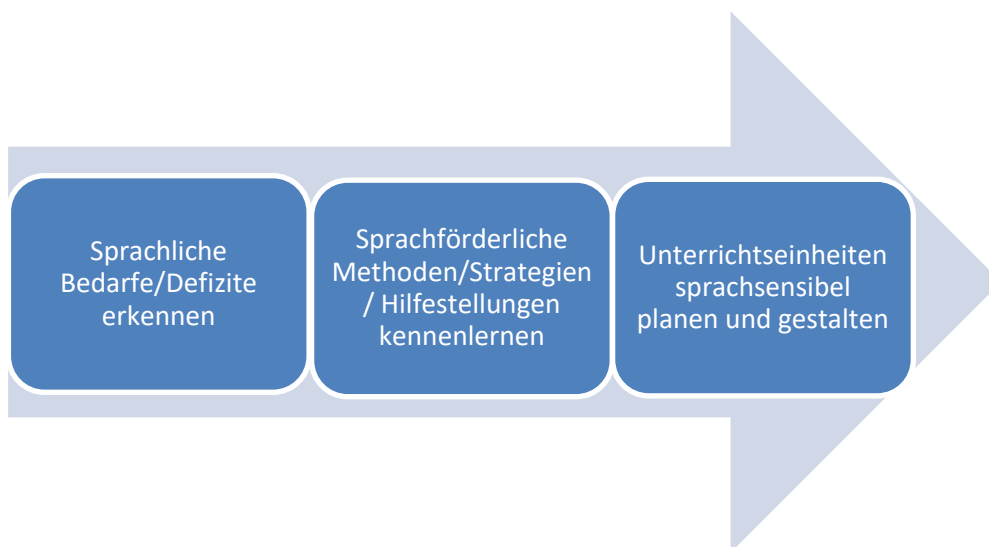 Sprachliche
Bedarfe/Defizite
erkennen
Sprachförderliche
Methoden/Strategien
/ Hilfestellungen
kennenlernen
Unterrichtseinheiten
sprachsensibel
planen und gestalten